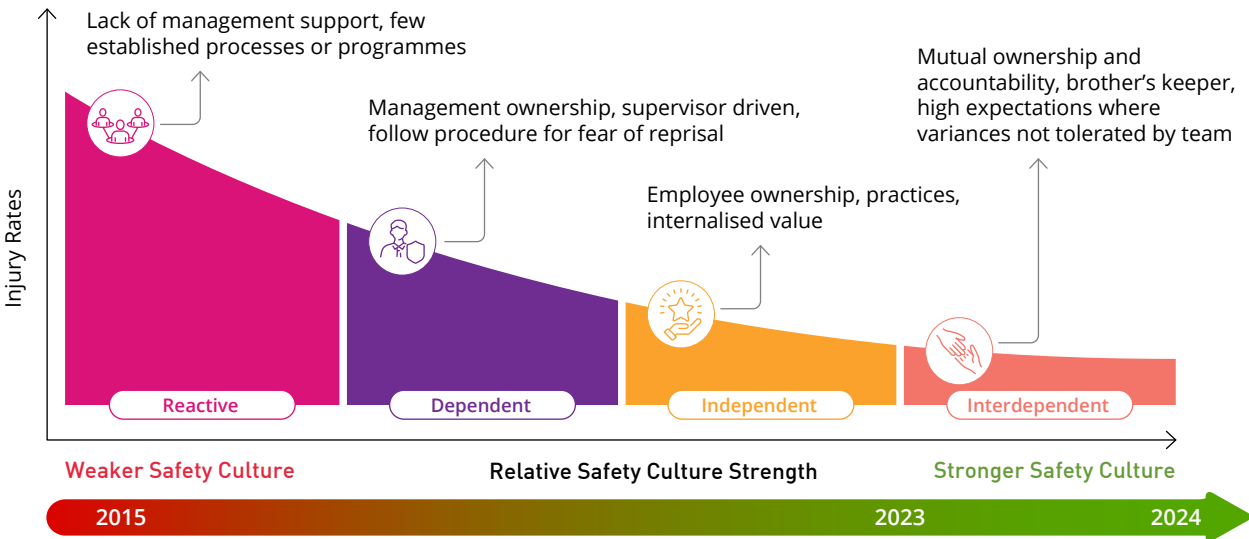 Lack of management support, few
established processes or programmes
Management ownership, supervisor driven,
follow procedure for fear of reprisal
Employee ownership, practices,
internalised value
Mutual ownership and
accountability, brother’s keeper,
high expectations where
variances not tolerated by team
Injury Rates
Reactive
Dependent
Independent
Interdependent
Weaker Safety Culture
Relative Safety Culture Strength
Stronger Safety Culture
2015
2023
2024